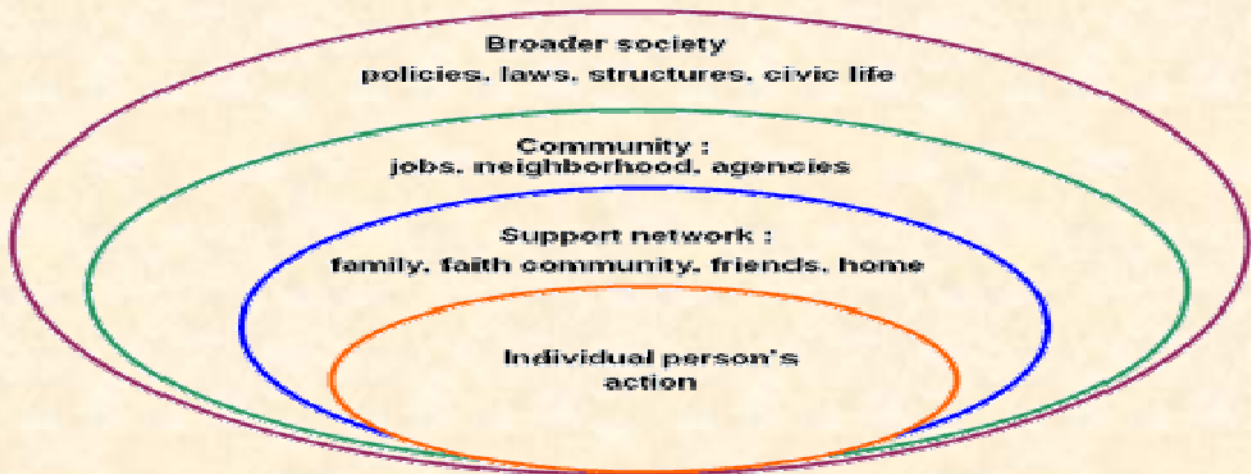 Broader society
policies, laws, structures, civic life
Community :
jobs, neighborhood, agencies
Support network :
family, faith community, friends, home
Individual person's
action